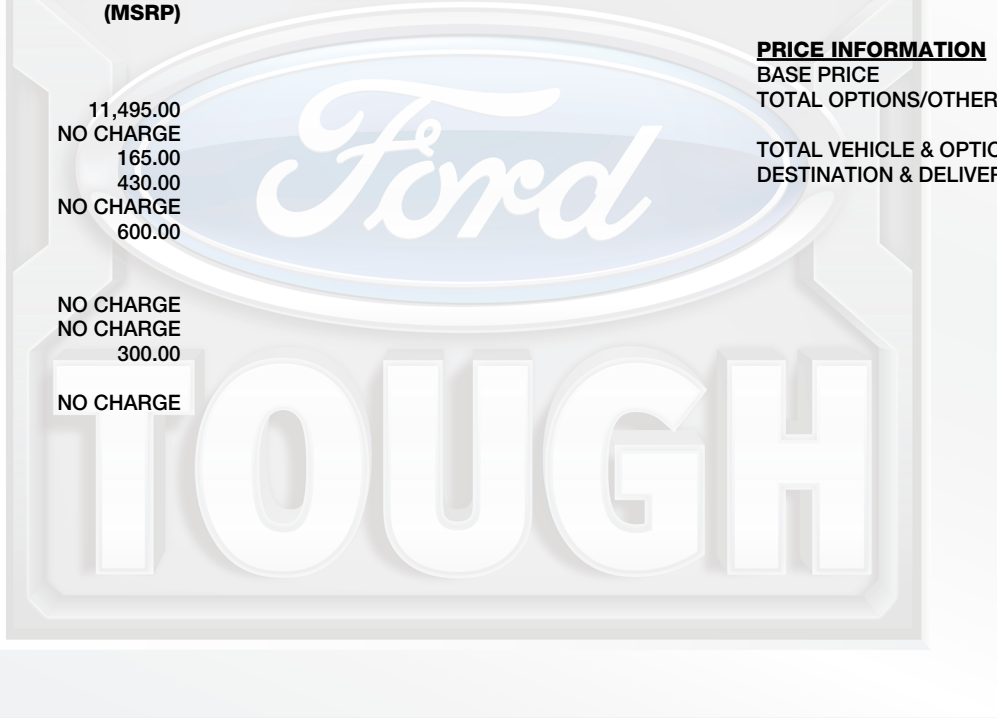 (MSRP)
11,495.00
NO CHARGE
165.00
430.00
NO CHARGE
600.00
NO CHARGE
NO CHARGE
300.00
NO CHARGE
PRICE INFORMATION
BASE PRICE
TOTAL OPTIONS/OTHER
TOTAL VEHICLE & OPTIO
DESTINATION & DELIVER
Ford
TOUGH